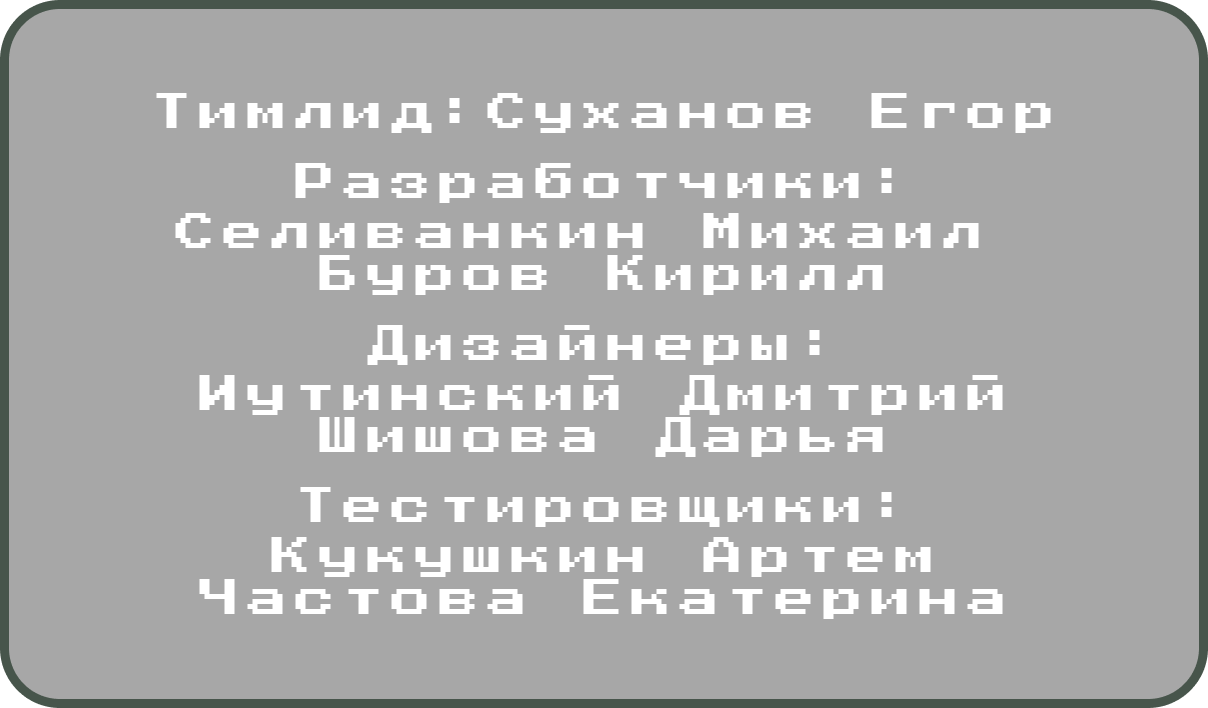 Тимлид:Суханов Егор
Разработчики:
Селиванкин Михаил
Буров Кирилл
Дизайнеры:
Иутинский Дмитрий
Шишова Дарья
Тестировщики:
Кукушкин Артем
Частова Екатерина